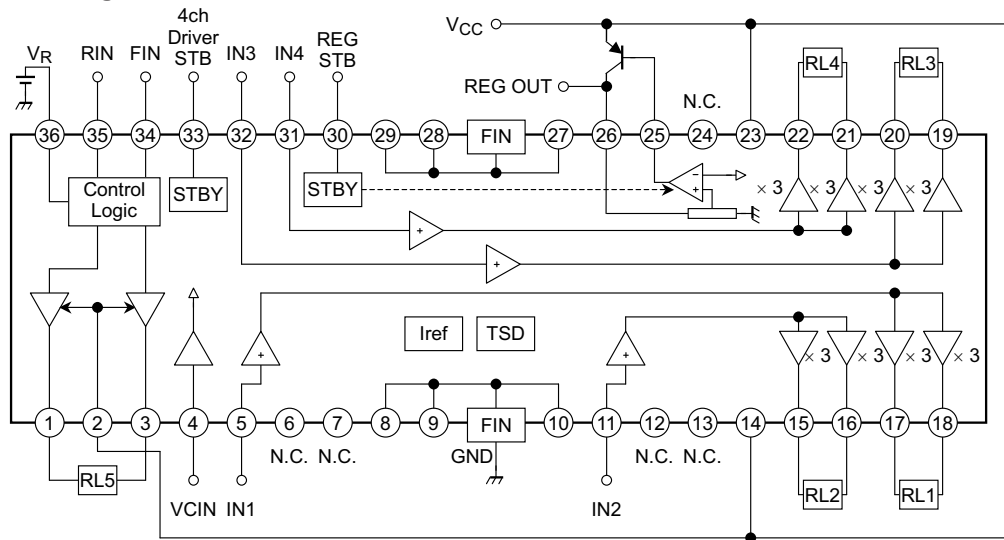 4ch
Driver
STB
VR
RIN
FIN
IN3
IN4
REG
STB
VCC
REG OUT
N.C.
RL4
RL3
36
35
34
33
32
31
30
29
28
FIN
27
26
25
24
23
22
21
20
19
Control
Logic
STBY
STBY
− 
+
× 3
× 3
× 3
× 3
+
+
+
Iref
TSD
+
× 3
× 3
× 3
× 3
1
2
3
4
5
6
7
8
9
FIN
10
11
12
13
14
15
16
17
18
N.C.
N.C.
GND
N.C.
N.C.
RL5
VCIN
IN1
IN2
RL2
RL1